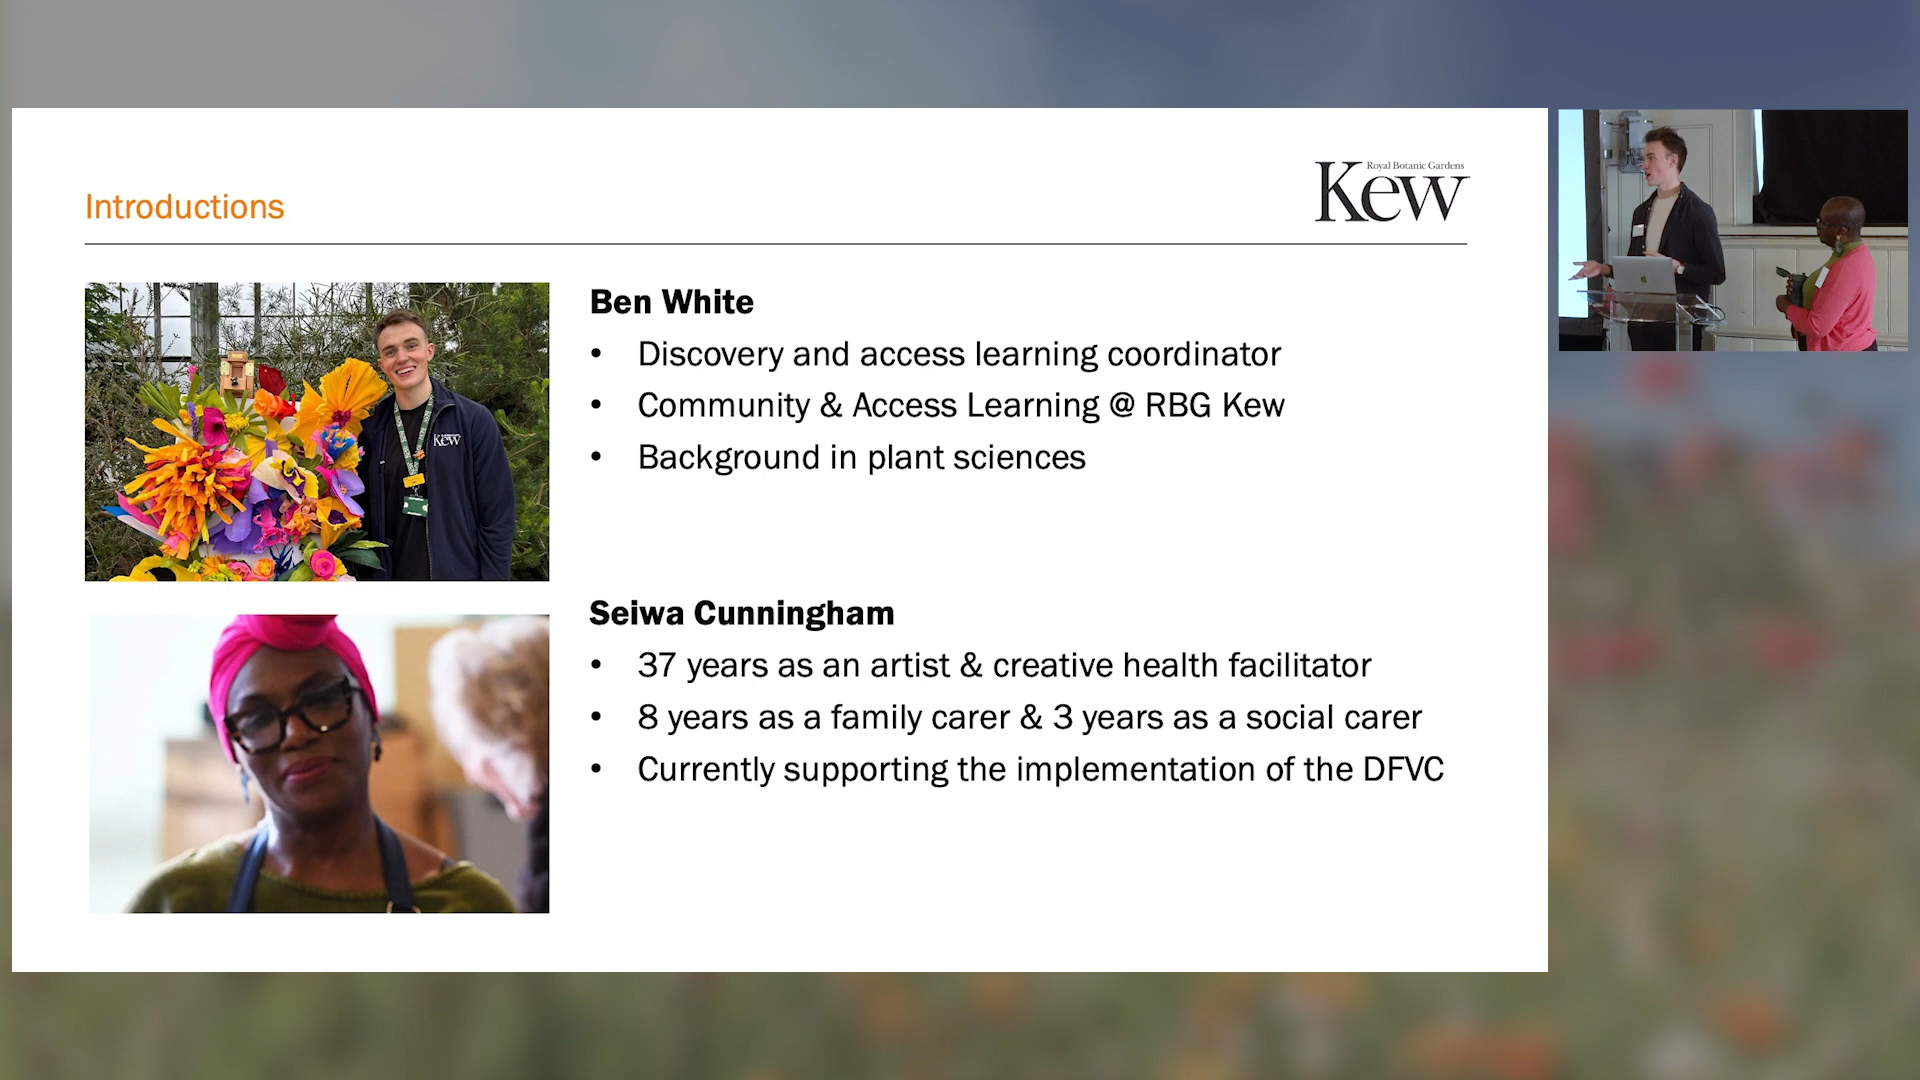 Introductions
Royal Botanic Gardens
Kew
Ben White
• Discovery and access learning coordinator
• Community & Access Learning @ RBG Kew
• Background in plant sciences
Kew
Seiwa Cunningham
• 37 years as an artist & creative health facilitator
• 8 years as a family carer & 3 years as a social carer
• Currently supporting the implementation of the DFVC